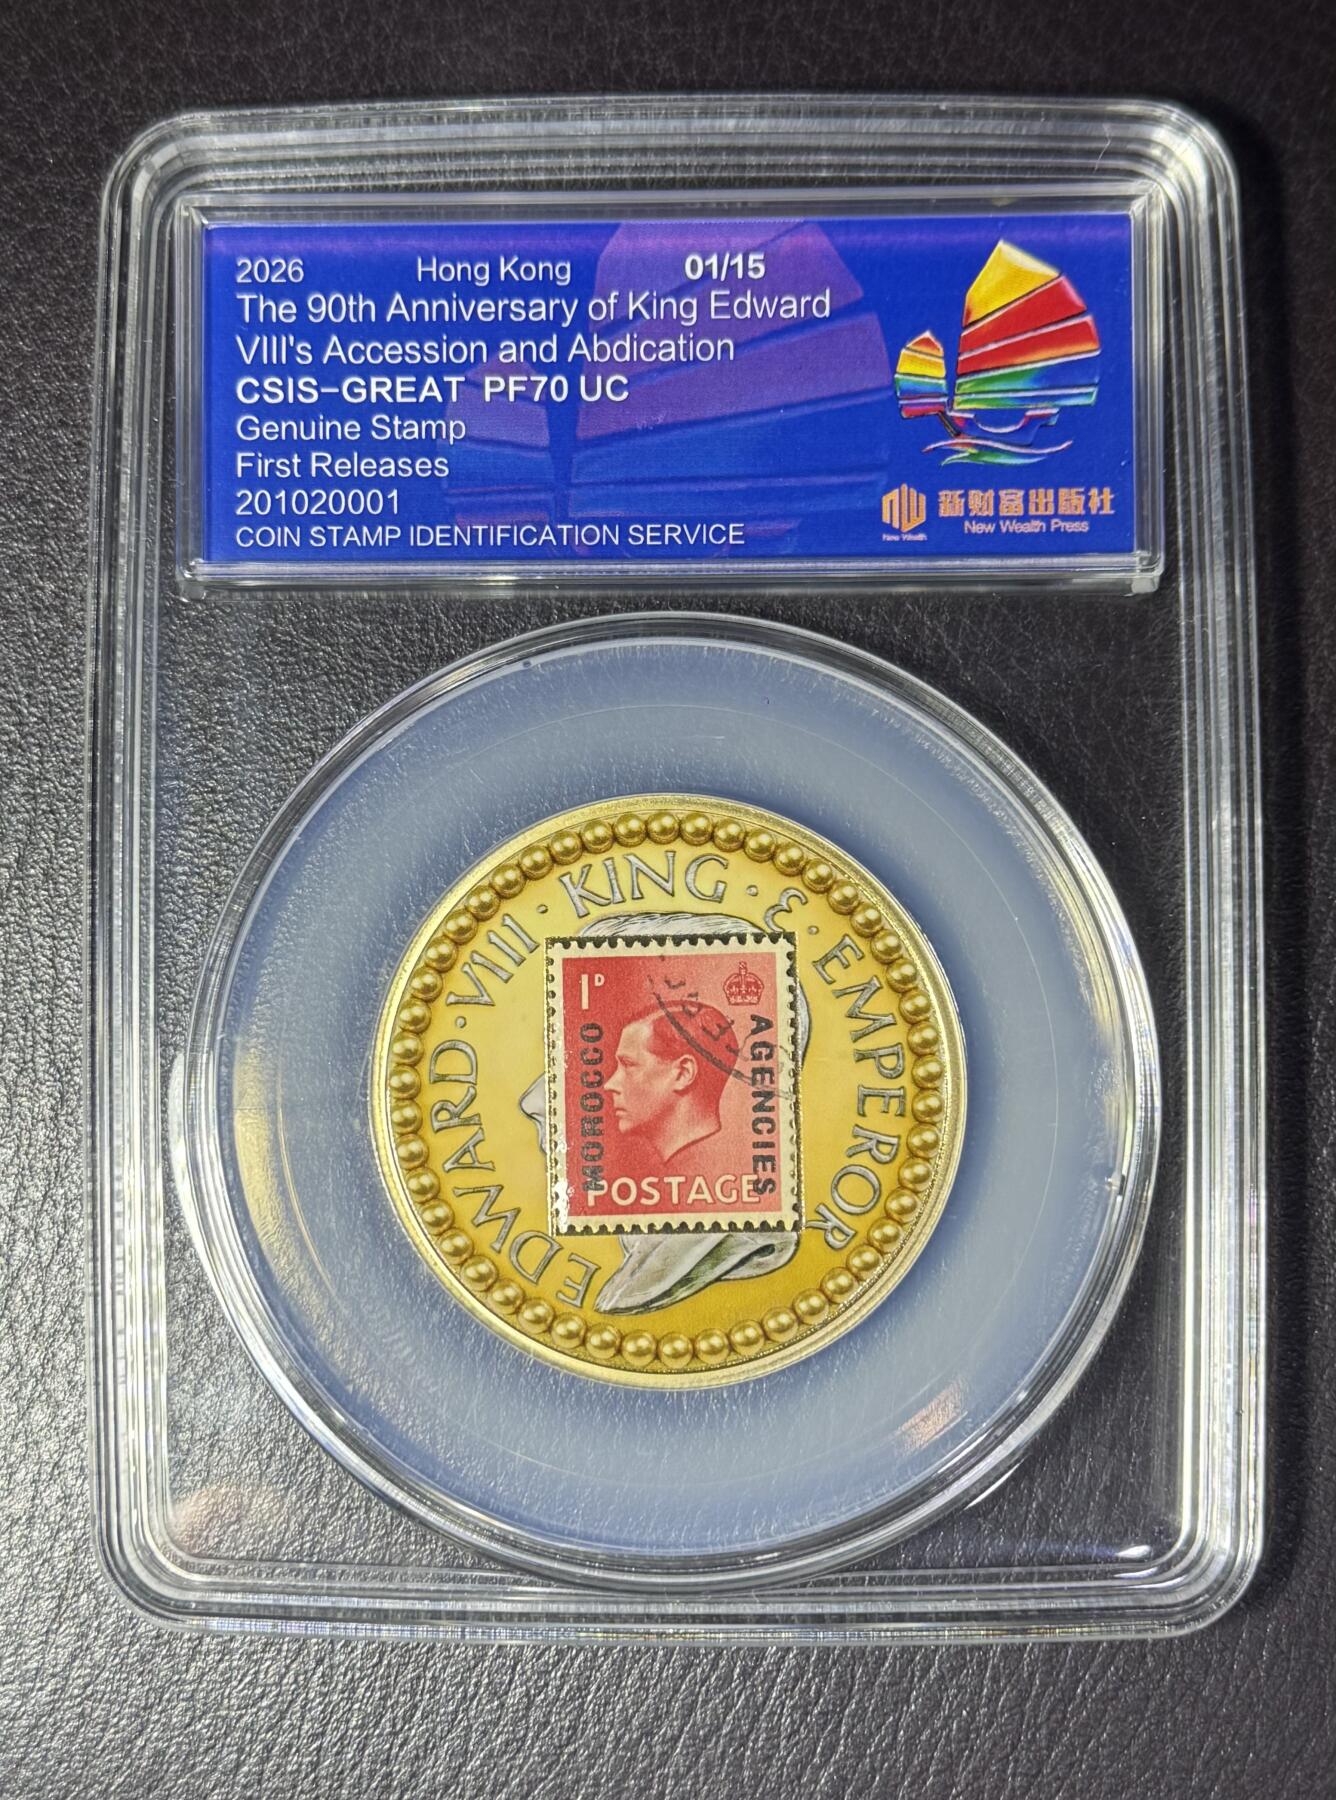 2026 Hong Kong 01/15
The 90th Anniversary of King Edward
VIII's Accession and Abdication
CSIS-GREAT PF70 UC
Genuine Stamp
First Releases
201020001
COIN STAMP IDENTIFICATION SERVICE
新财富出版社
New Wealth Press
New Wealth
EDWARD·VIII·KING·&·EMPEROR
1D
MOROCCO
AGENCIES
POSTAGE